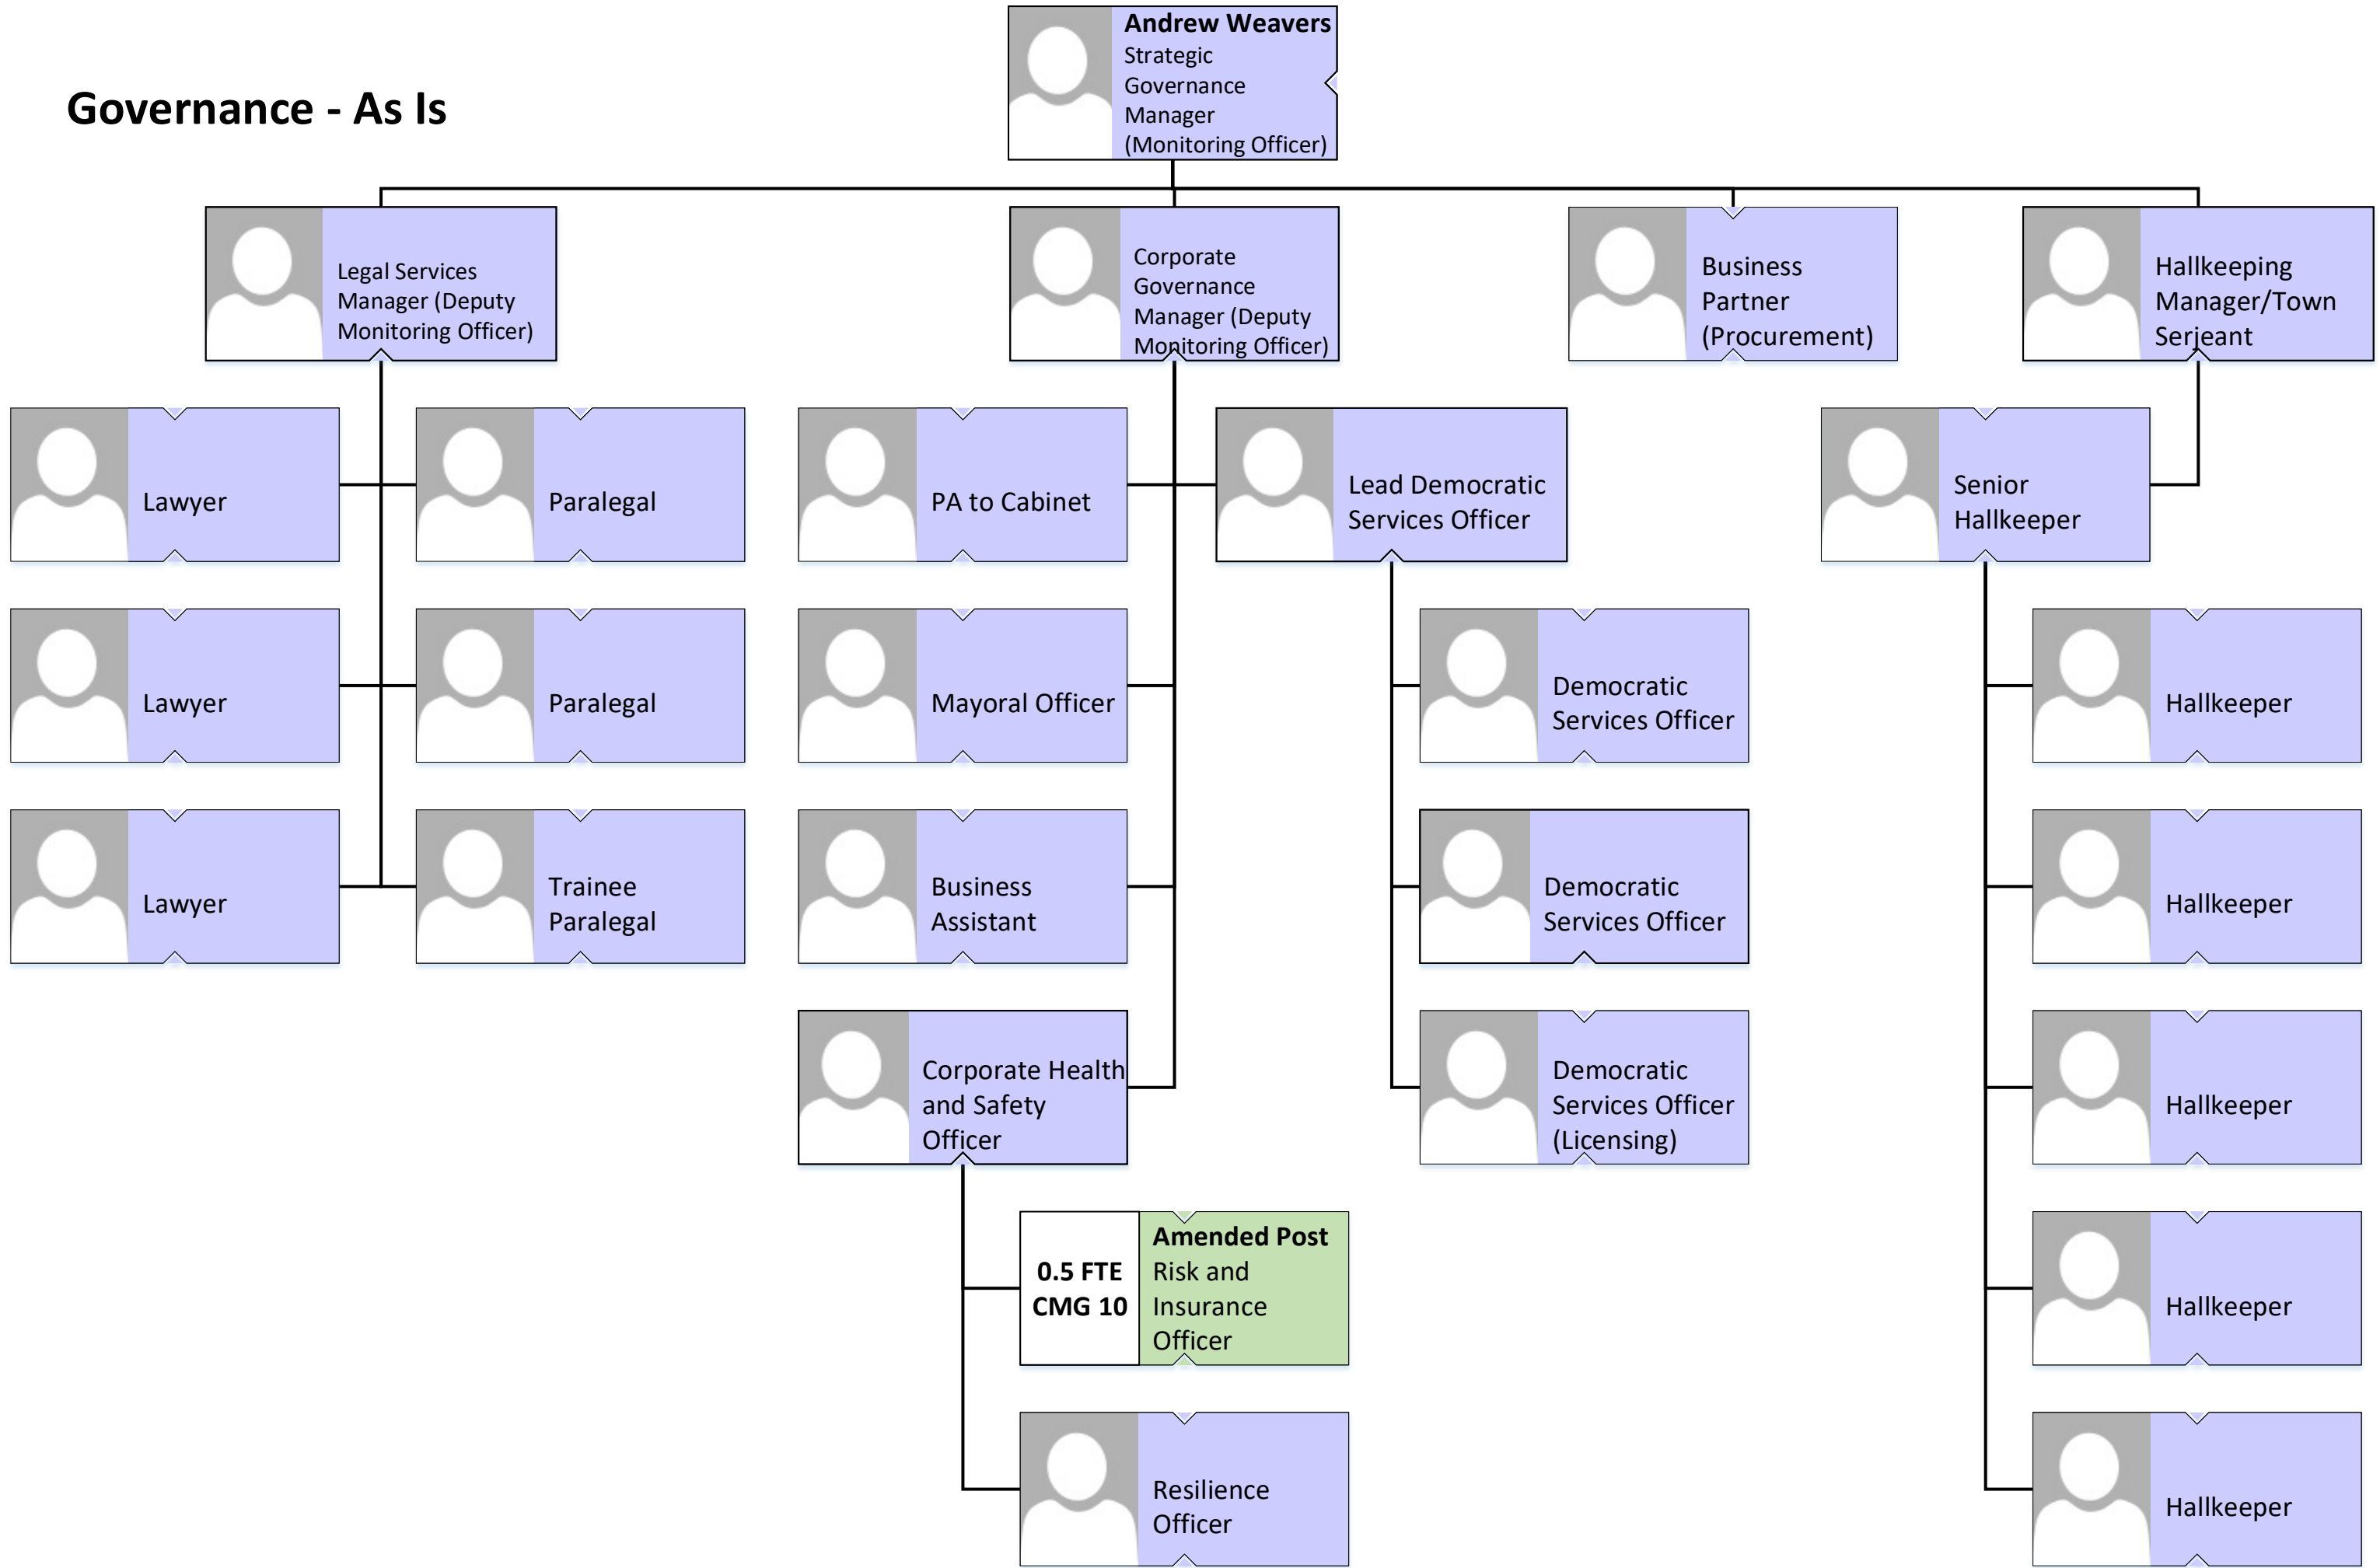 Governance - As Is
Andrew Weavers
Strategic
Governance
Manager
(Monitoring Officer)
Legal Services
Manager (Deputy
Monitoring Officer)
Corporate
Governance
Manager (Deputy
Monitoring Officer)
Business
Partner
(Procurement)
Hallkeeping
Manager/Town
Serjeant
Lawyer
Paralegal
PA to Cabinet
Lead Democratic
Services Officer
Senior
Hallkeeper
Lawyer
Paralegal
Mayoral Officer
Democratic
Services Officer
Hallkeeper
Lawyer
Trainee
Paralegal
Business
Assistant
Democratic
Services Officer
Hallkeeper
Corporate Health
and Safety
Officer
Democratic
Services Officer
(Licensing)
Hallkeeper
0.5 FTE
CMG 10
Amended Post
Risk and
Insurance
Officer
Hallkeeper
Resilience
Officer
Hallkeeper